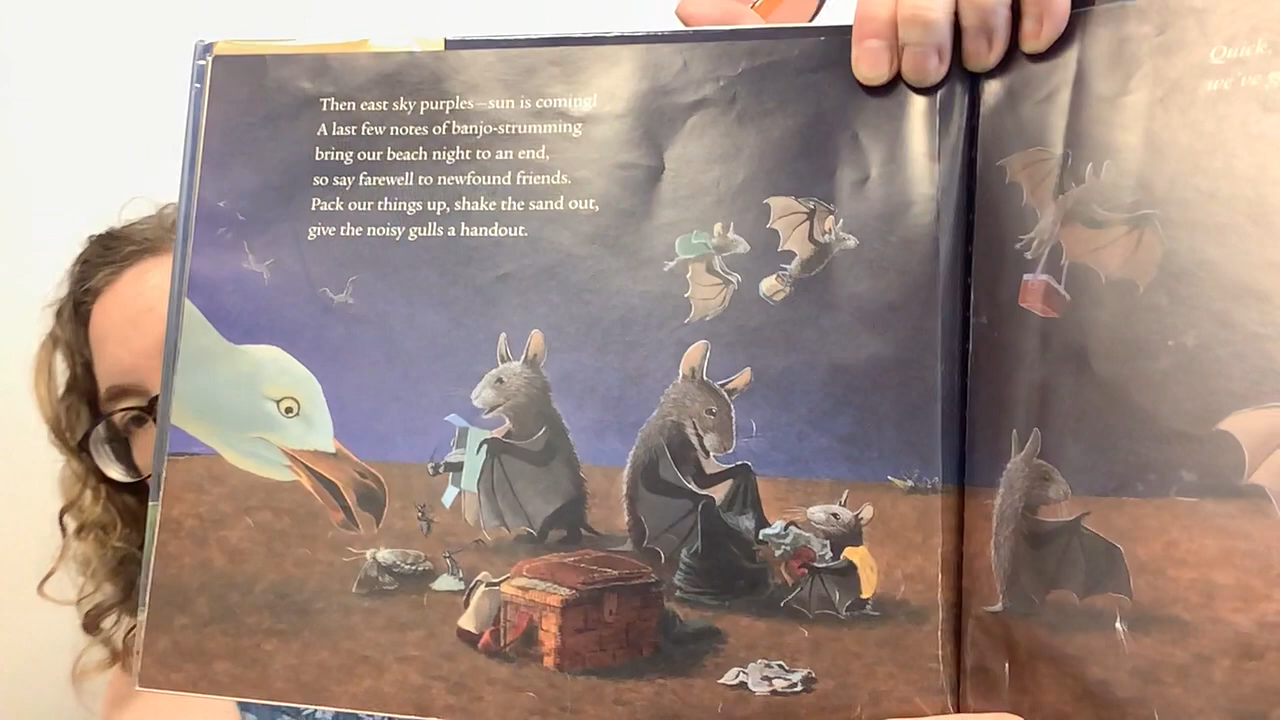 Then east sky purples—sun is coming!
A last few notes of banjo-strumming
bring our beach night to an end,
so say farewell to newfound friends.
Pack our things up, shake the sand out,
give the noisy gulls a handout.
Quick,
we've